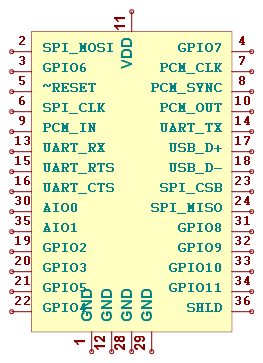 11
VDD
2 SPI_MOSI GPIO7 4
3 GPIO6 PCM_CLK 7
5 ~RESET PCM_SYNC 8
6 SPI_CLK PCM_OUT 10
9 PCM_IN UART_TX 14
13 UART_RX USB_D+ 17
15 UART_RTS USB_D- 18
16 UART_CTS SPI_CSB 23
30 AIO0 SPI_MISO 24
35 AIO1 GPIO8 31
19 GPIO2 GPIO9 32
20 GPIO3 GPIO10 33
21 GPIO5 GPIO11 34
22 GPIO4 SHLD 36
GND GND GND GND
1 12 28 29